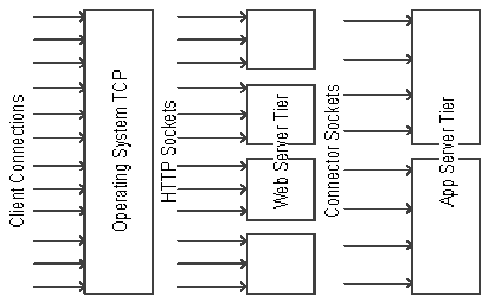 Client Connections
Operating System TCP
HTTP Sockets
Web Server Tier
Connector Sockets
App Server Tier